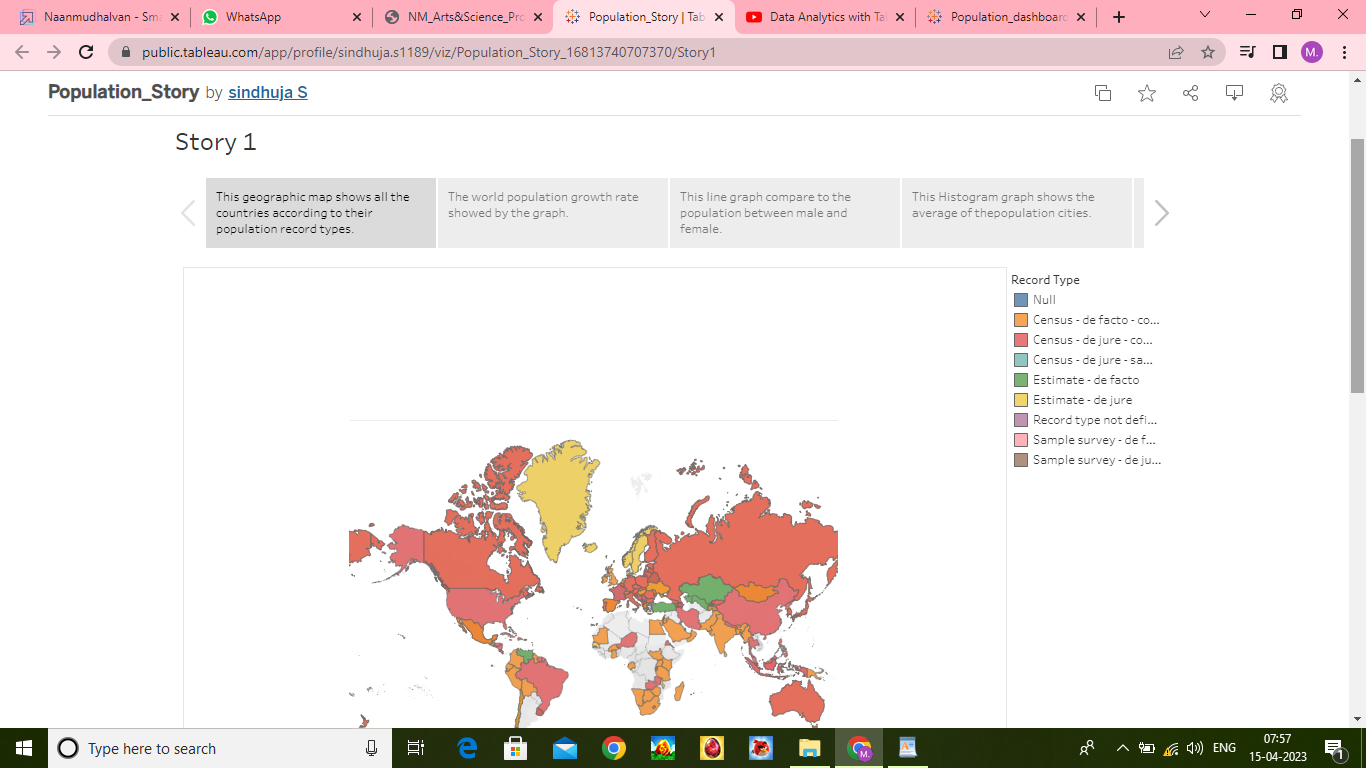 Naanmudhalvan - Sma
WhatsApp
NM_Arts&Science_Pro
Population_Story | Tab
Data Analytics with Tal
Population_dashboard
public.tableau.com/app/profile/sindhuja.s1189/viz/Population_Story_16813740707370/Story1
M.
Population_Story by sindhuja S
Story 1
This geographic map shows all the
countries according to their
population record types.
The world population growth rate
showed by the graph.
This line graph compare to the
population between male and
female.
This Histogram graph shows the
average of thepopulation cities.
Record Type
Null
Census - de facto - co...
Census - de jure - co...
Census - de jure - sa...
Estimate - de facto
Estimate - de jure
Record type not defi...
Sample survey - de f...
Sample survey - de ju...
Type here to search
M.
ENG
07:57
15-04-2023
1